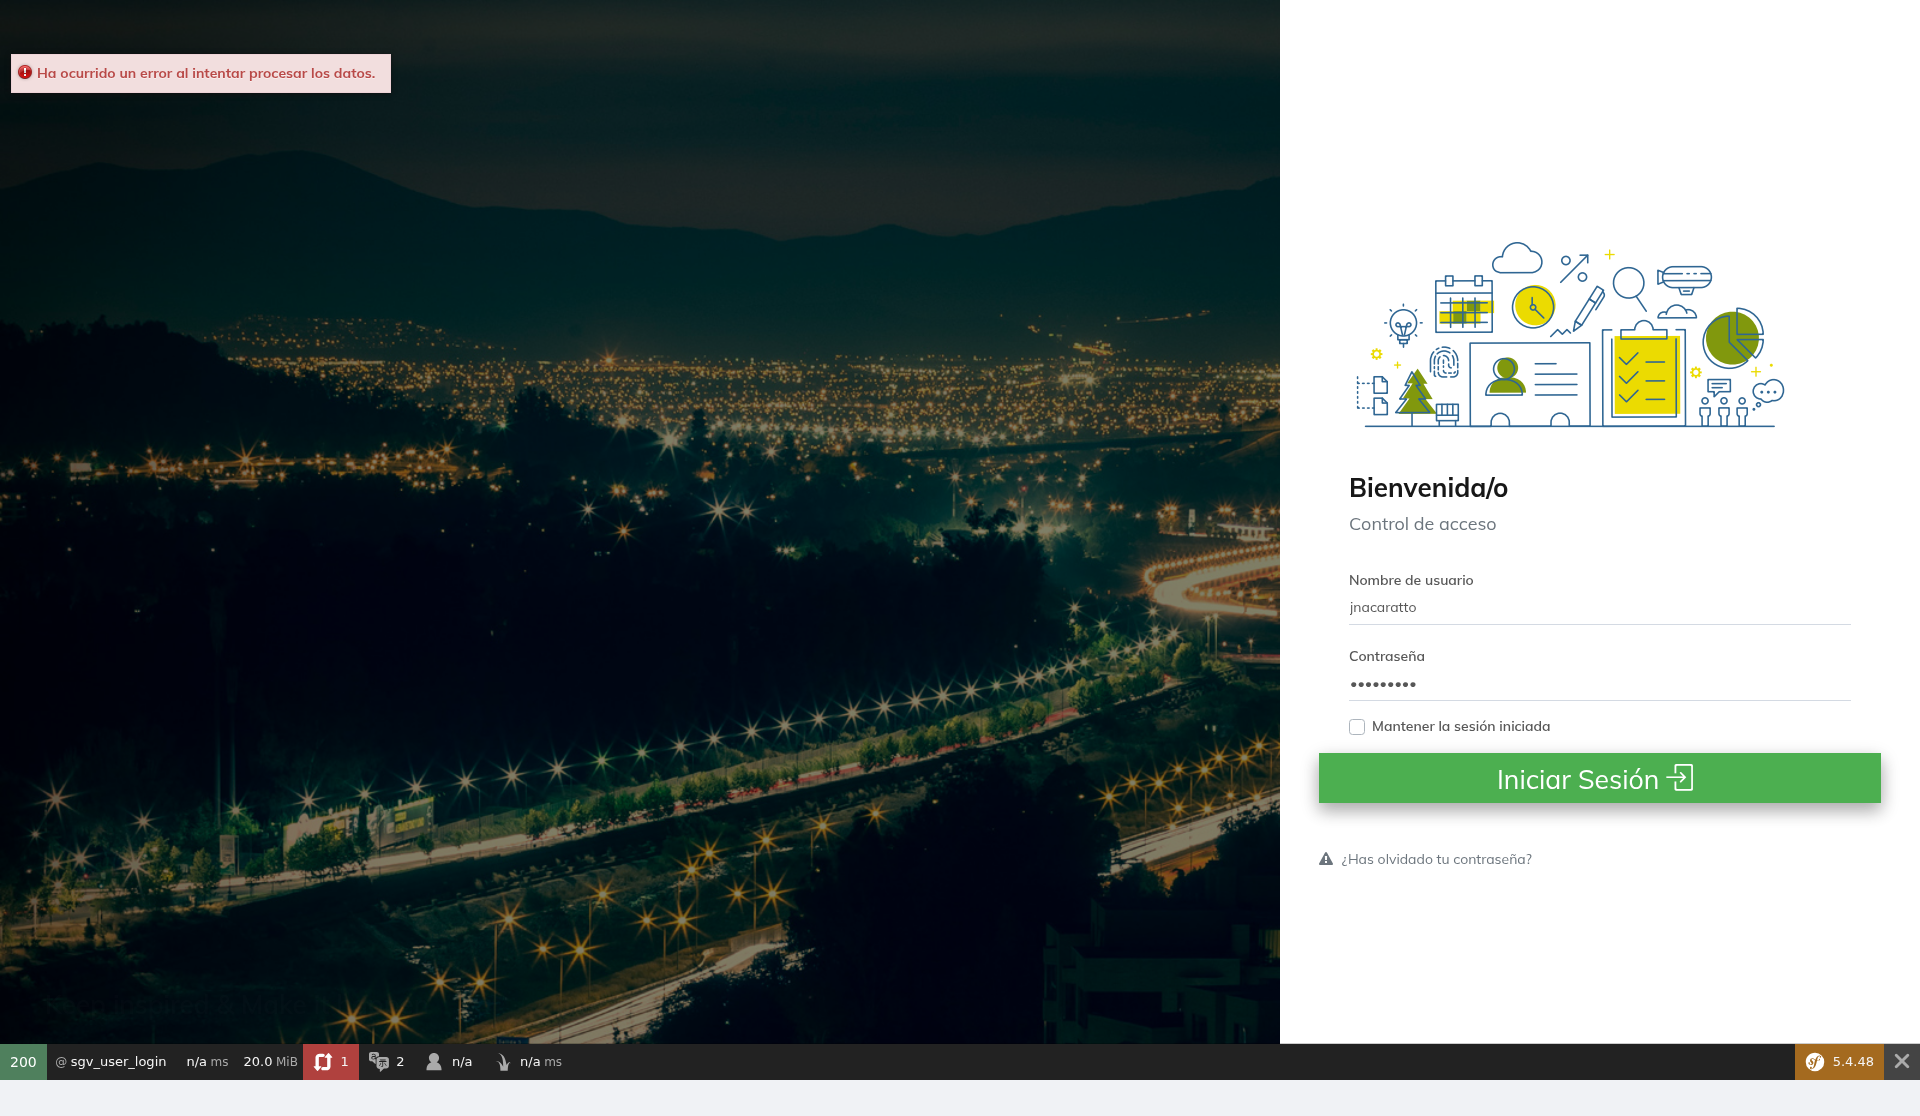 Ha ocurrido un error al intentar procesar los datos.
Bienvenida/o
Control de acceso
Nombre de usuario
jnacaratto
Contraseña
•••••••••
Mantener la sesión iniciada
Iniciar Sesión
¿Has olvidado tu contraseña?
200 @ sgv_user_login n/a ms 20.0 MiB 1 2 n/a n/a ms sf 5.4.48